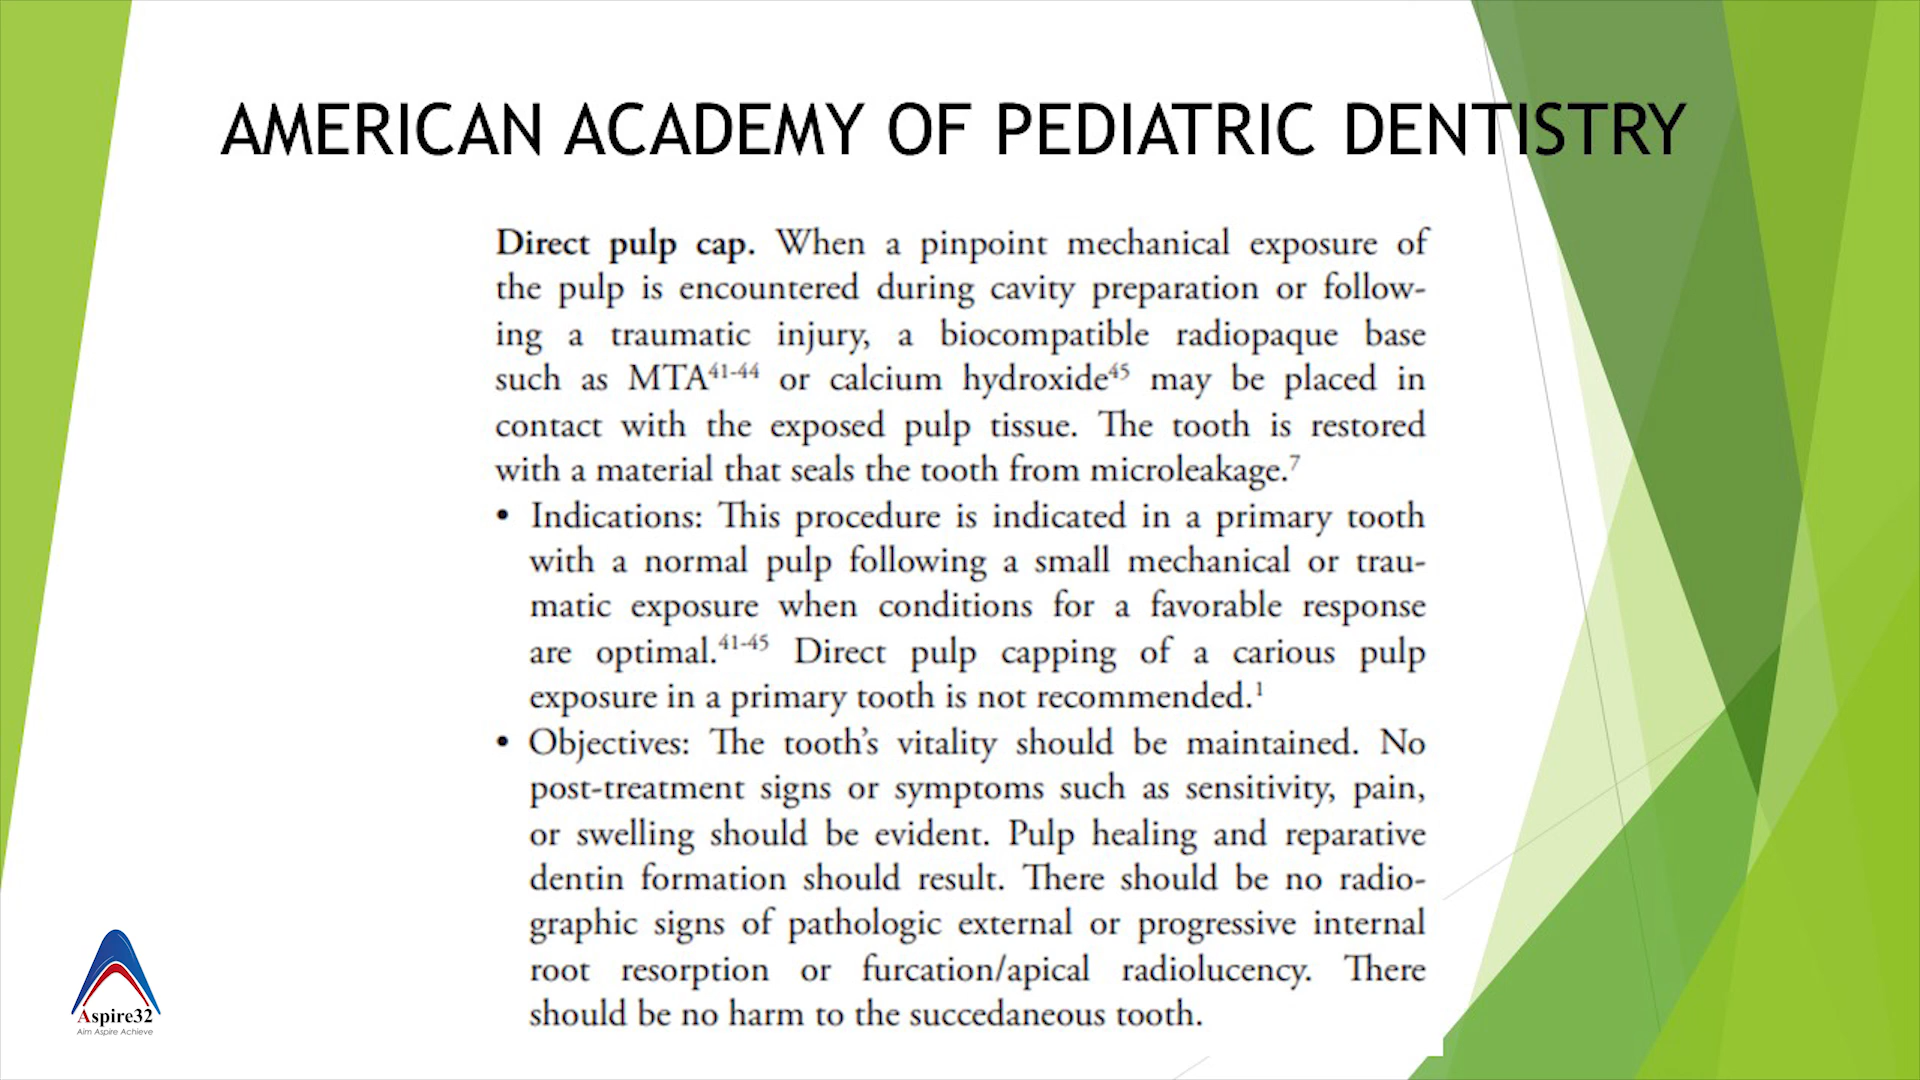 AMERICAN ACADEMY OF PEDIATRIC DENTISTRY
Direct pulp cap. When a pinpoint mechanical exposure of
the pulp is encountered during cavity preparation or follow-
ing a traumatic injury, a biocompatible radiopaque base
such as MTA41-44 or calcium hydroxide45 may be placed in
contact with the exposed pulp tissue. The tooth is restored
with a material that seals the tooth from microleakage.7
• Indications: This procedure is indicated in a primary tooth
with a normal pulp following a small mechanical or trau-
matic exposure when conditions for a favorable response
are optimal.41-45 Direct pulp capping of a carious pulp
exposure in a primary tooth is not recommended.1
• Objectives: The tooth's vitality should be maintained. No
post-treatment signs or symptoms such as sensitivity, pain,
or swelling should be evident. Pulp healing and reparative
dentin formation should result. There should be no radio-
graphic signs of pathologic external or progressive internal
root resorption or furcation/apical radiolucency. There
should be no harm to the succedaneous tooth.
Aspire32
Aim Aspire Achieve